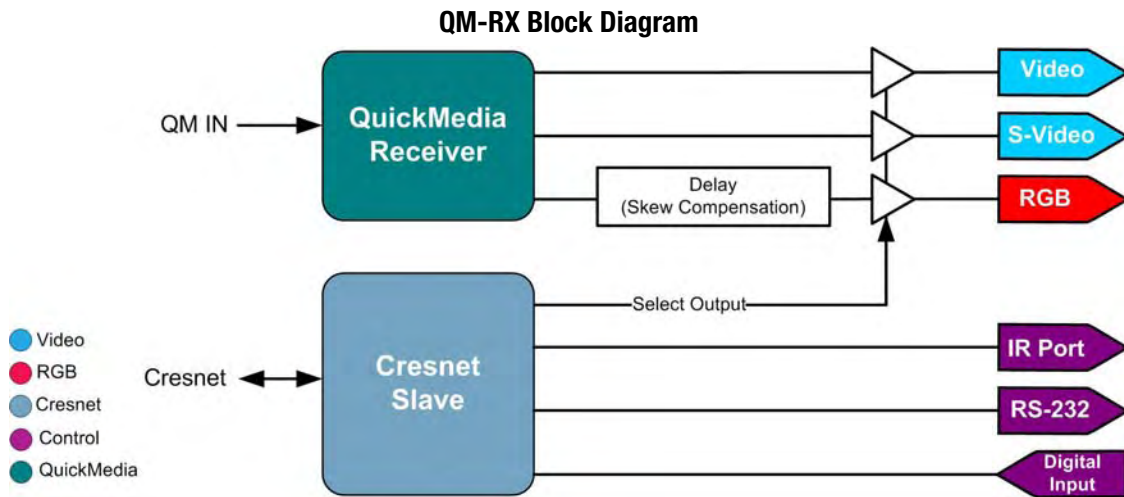 QM-RX Block Diagram
QM IN
QuickMedia
Receiver
Delay
(Skew Compensation)
Video
S-Video
RGB
Select Output
Cresnet
Cresnet
Slave
IR Port
RS-232
Digital
Input
Video
RGB
Cresnet
Control
QuickMedia